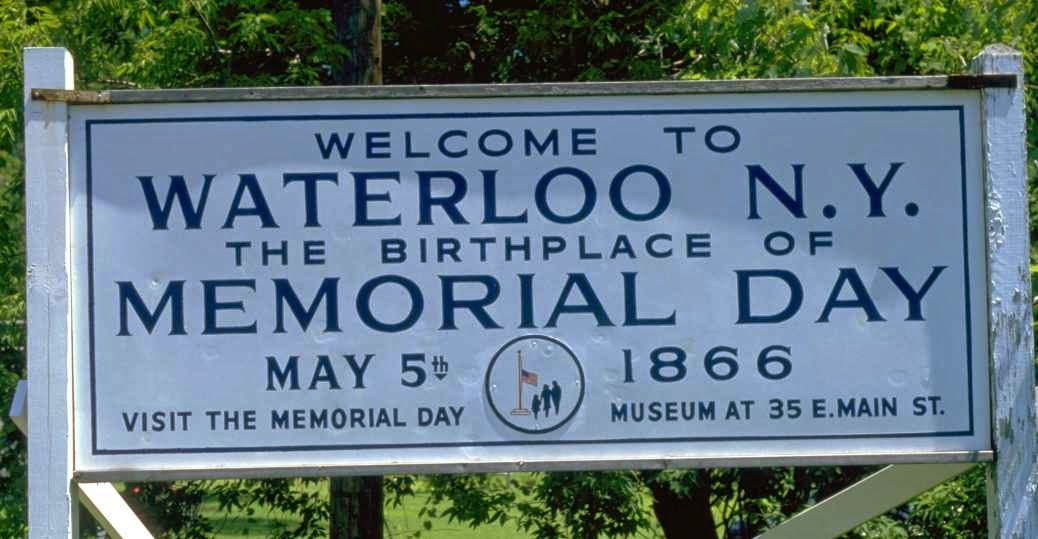 WELCOME TO
WATERLOO N.Y.
THE BIRTHPLACE OF
MEMORIAL DAY
MAY 5th 1866
VISIT THE MEMORIAL DAY MUSEUM AT 35 E.MAIN ST.